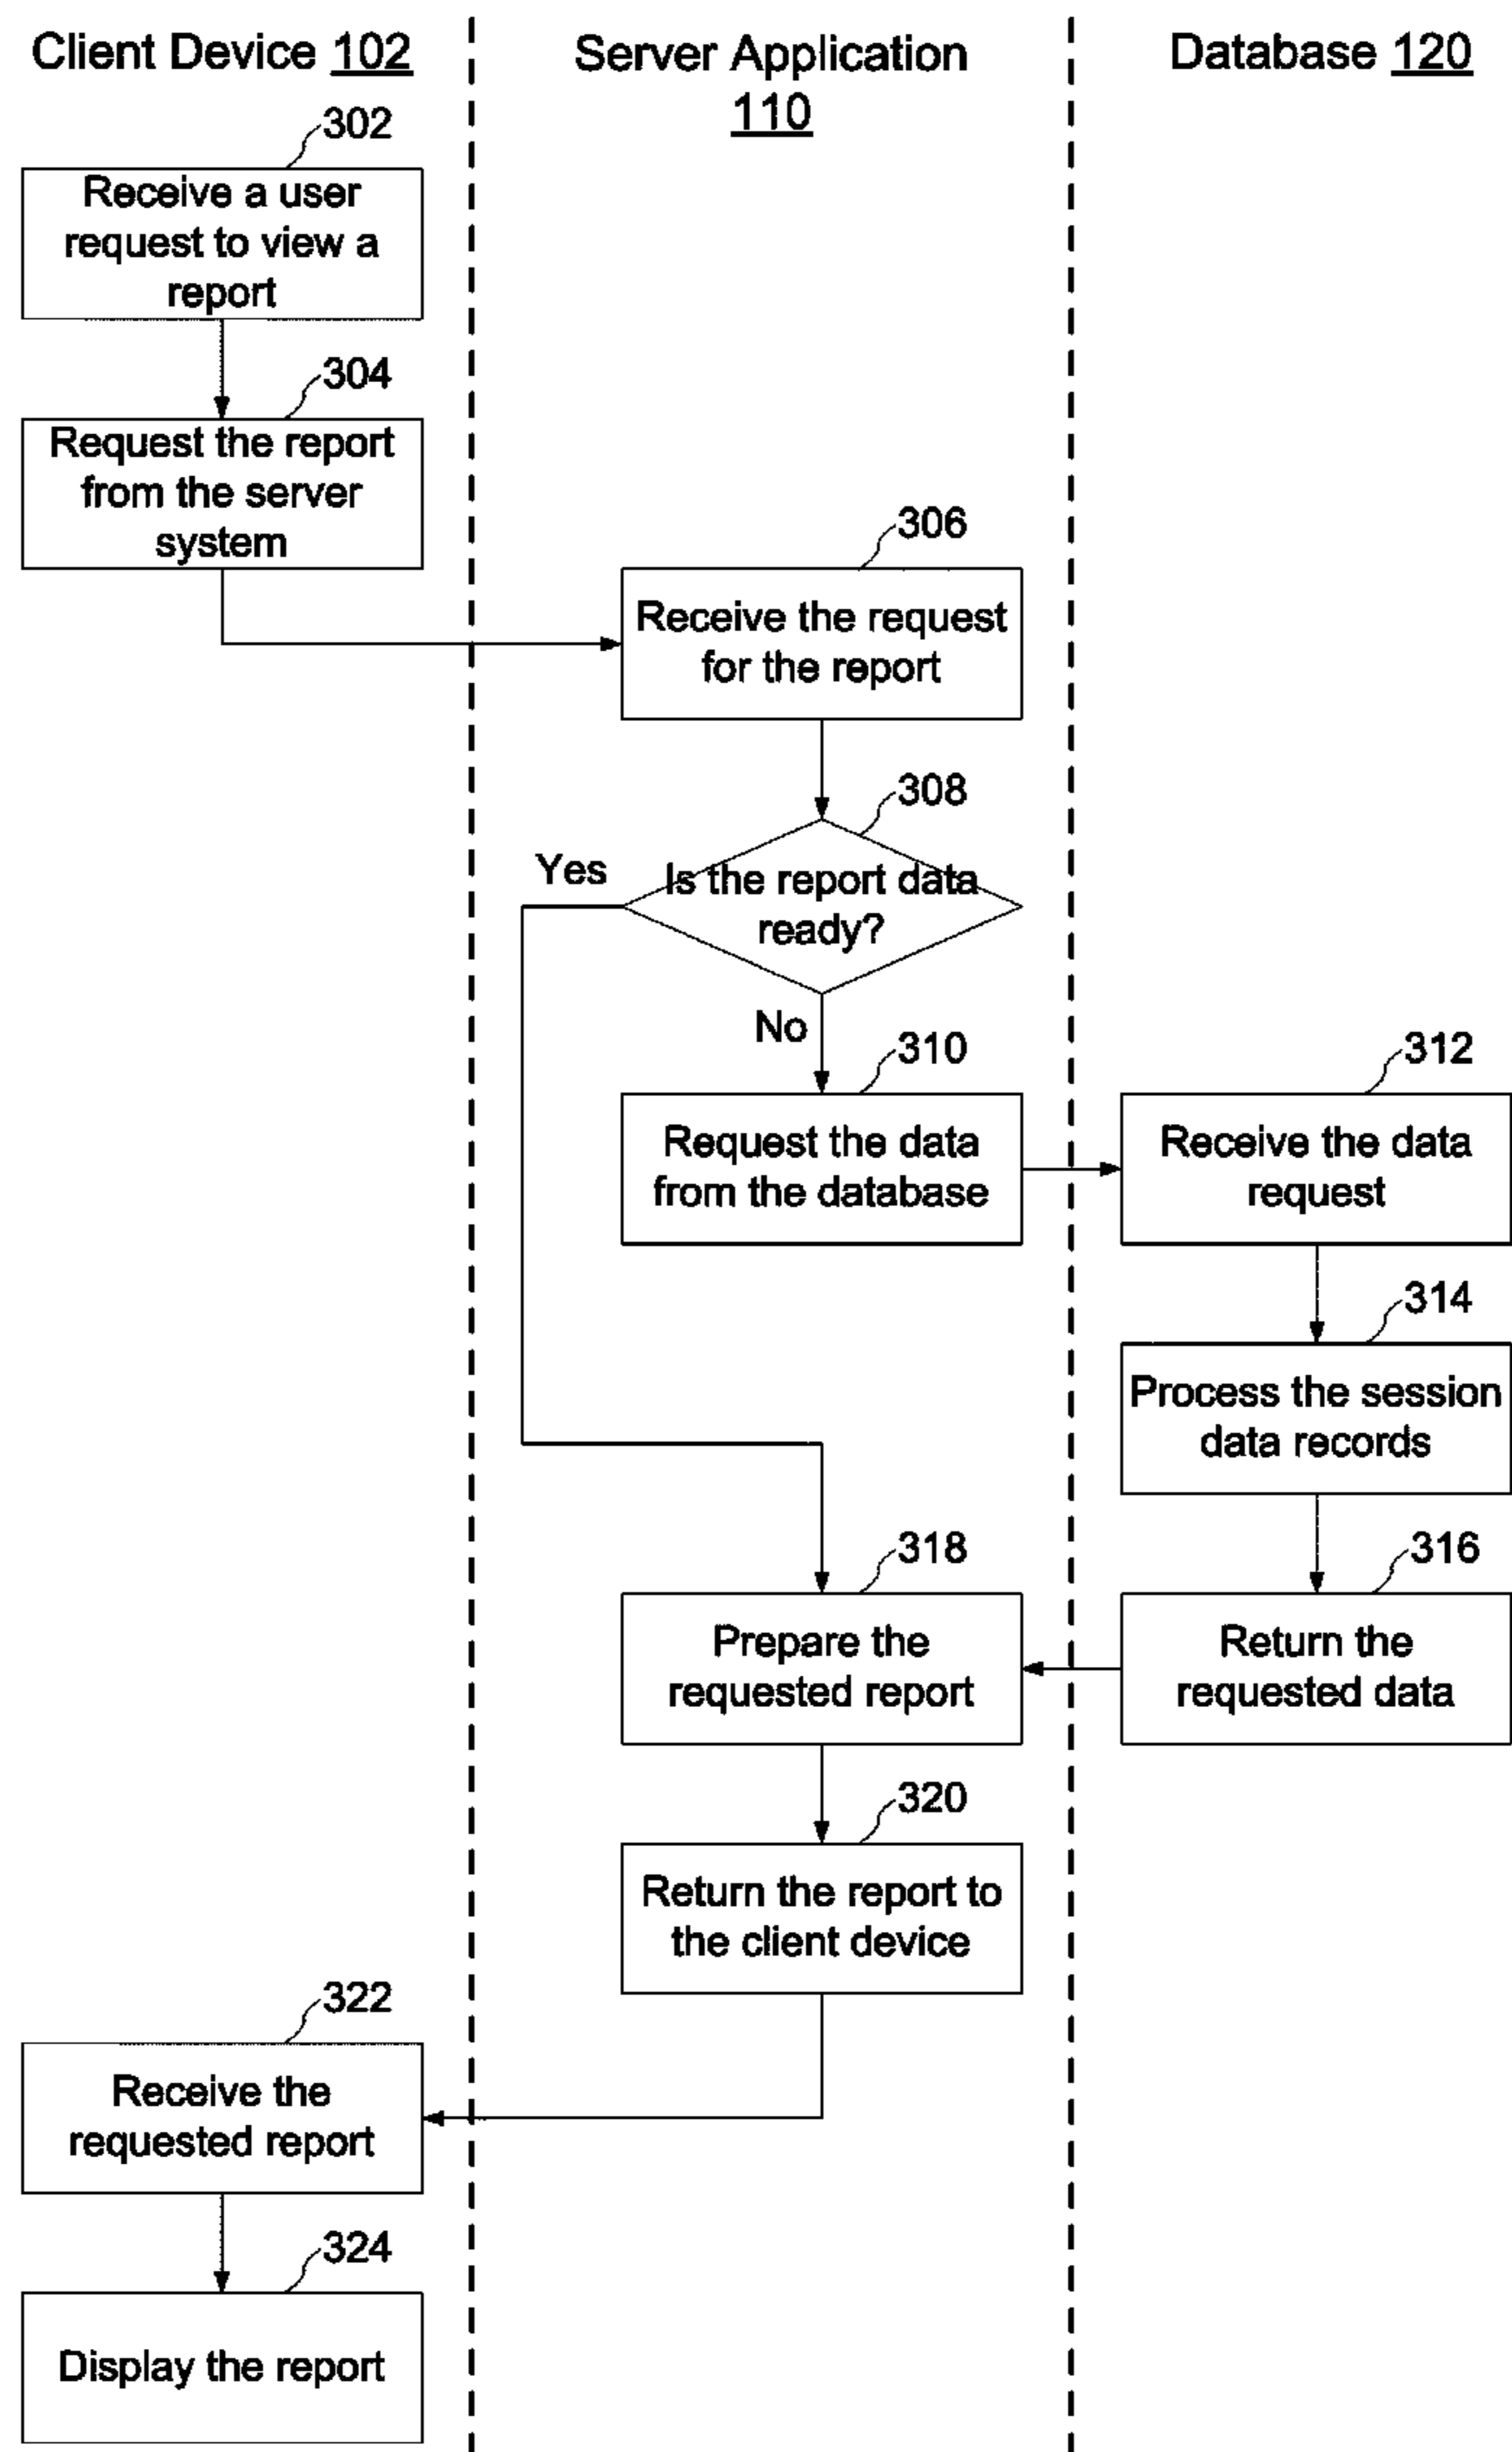 Client Device 102
Server Application
110
Database 120
302
Receive a user
request to view a
report
304
Request the report
from the server
system
306
Receive the request
for the report
308
Yes
Is the report data
ready?
No
310
Request the data
from the database
312
Receive the data
request
314
Process the session
data records
316
Return the
requested data
318
Prepare the
requested report
320
Return the report to
the client device
322
Receive the
requested report
324
Display the report